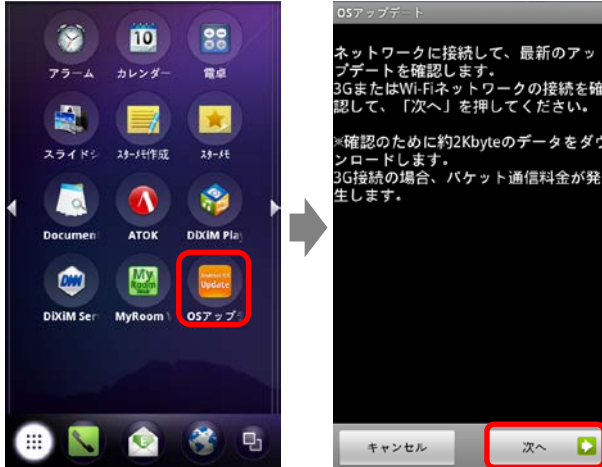 アラーム
10
カレンダー
電卓
スライドシ
スターメモ作成
スターメモ
Documen
ATOK
DiXiM Pla
DiXiM Ser
My Room
MyRoom
Android OS Update
OSアップデ
OSアップデート
ネットワークに接続して、最新のアッ
プデートを確認します。
3GまたはWi-Fiネットワークの接続を確
認して、「次へ」を押してください。
※確認のために約2Kbyteのデータをダウ
ンロードします。
3G接続の場合、パケット通信料金が発
生します。
キャンセル
次へ